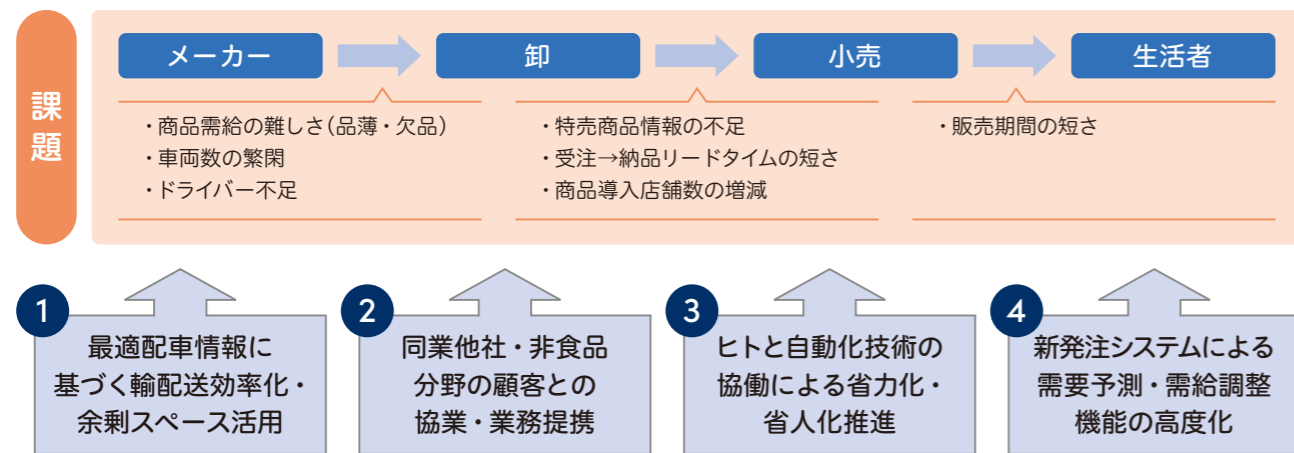 課題
メーカー
卸
小売
生活者
・商品需給の難しさ(品薄・欠品)
・車両数の繁閑
・ドライバー不足
・特売商品情報の不足
・受注→納品リードタイムの短さ
・商品導入店舗数の増減
・販売期間の短さ
1
最適配車情報に
基づく輸配送効率化・
余剰スペース活用
2
同業他社・非食品
分野の顧客との
協業・業務提携
3
ヒトと自動化技術の
協働による省力化・
省人化推進
4
新発注システムによる
需要予測・需給調整
機能の高度化